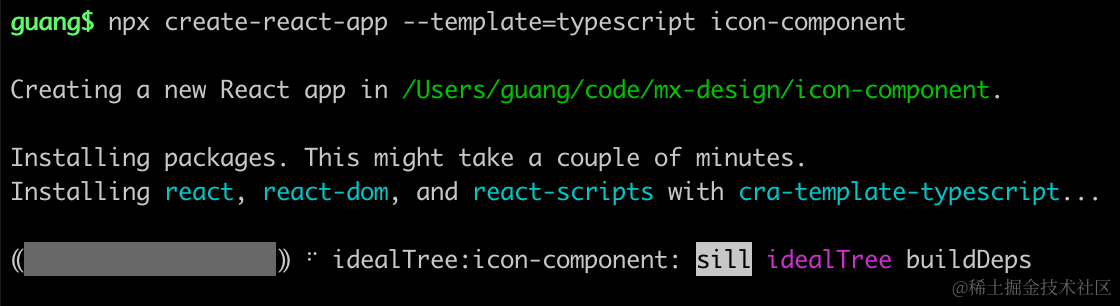 guang$ npx create-react-app --template=typescript icon-component
Creating a new React app in /Users/guang/code/mx-design/icon-component.
Installing packages. This might take a couple of minutes.
Installing react, react-dom, and react-scripts with cra-template-typescript...
(( )) ⠋ idealTree:icon-component: sill idealTree buildDeps
@稀土掘金技术社区